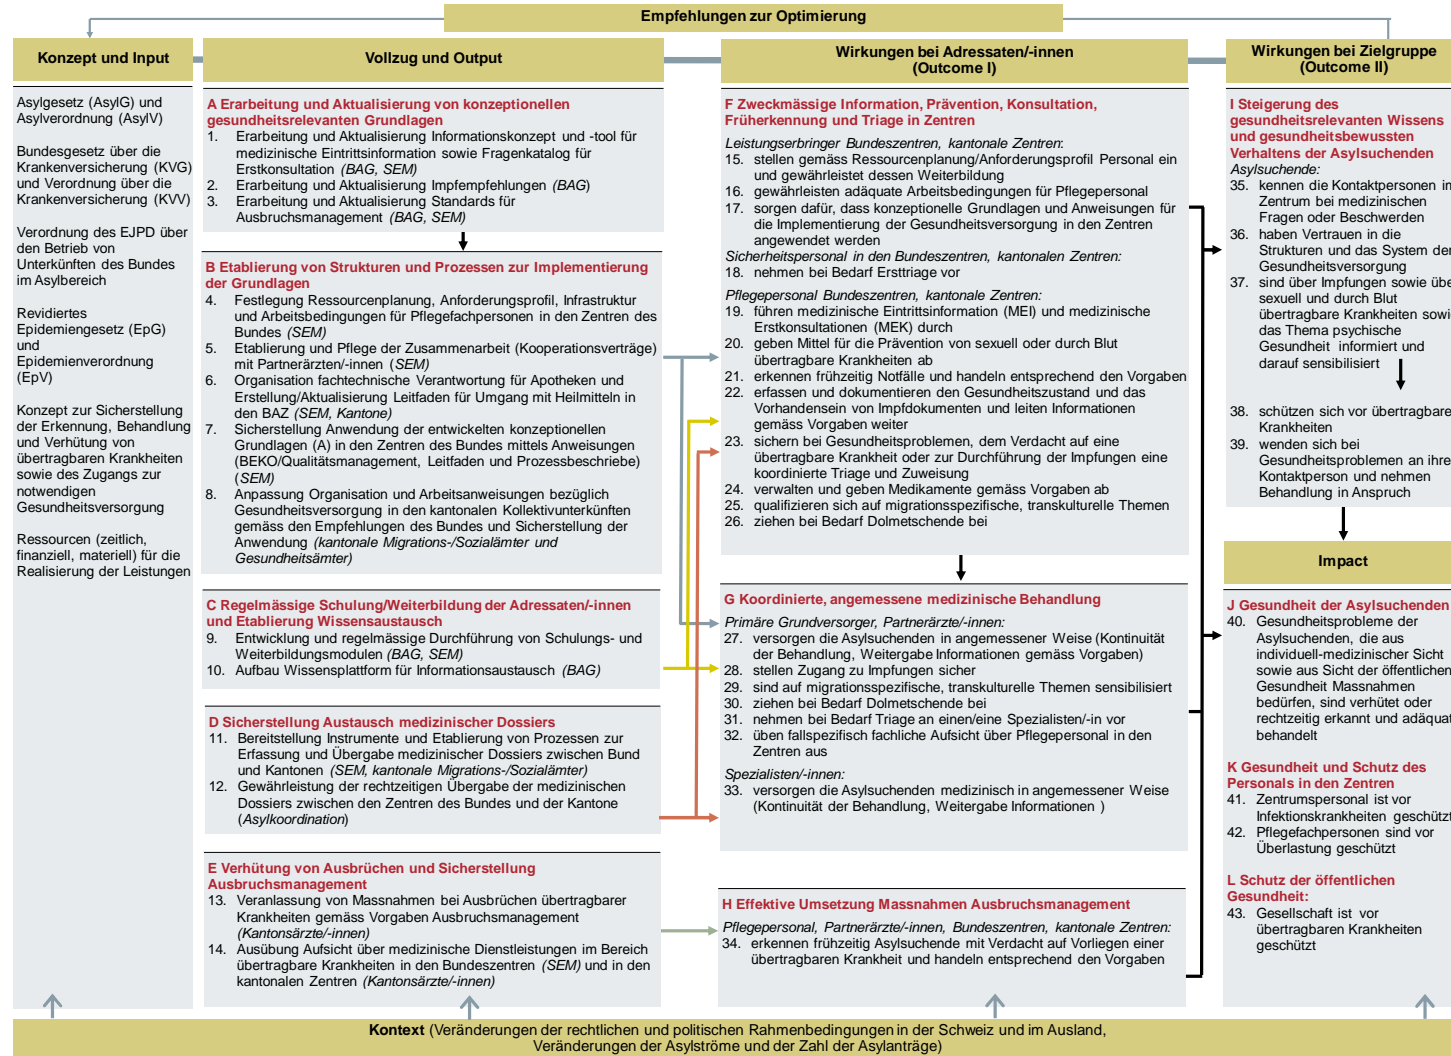 Empfehlungen zur Optimierung
Konzept und Input
Asylgesetz (AsylG) und
Asylverordnung (AsylV)
Bundesgesetz über die
Krankenversicherung (KVG)
und Verordnung über die
Krankenversicherung (KVV)
Verordnung des EJPD über
den Betrieb von
Unterkünften des Bundes
im Asylbereich
Revidiertes
Epidemiengesetz (EpG)
und
Epidemienverordnung
(EpV)
Konzept zur Sicherstellung
der Erkennung, Behandlung
und Verhütung von
übertragbaren Krankheiten
sowie des Zugangs zur
notwendigen
Gesundheitsversorgung
Ressourcen (zeitlich,
finanziell, materiell) für die
Realisierung der Leistungen
Vollzug und Output
A Erarbeitung und Aktualisierung von konzeptionellen
gesundheitsrelevanten Grundlagen
1. Erarbeitung und Aktualisierung Informationskonzept und -tool für
medizinische Eintrittsinformation sowie Fragenkatalog für
Erstkonsultation (BAG, SEM)
2. Erarbeitung und Aktualisierung Impfempfehlungen (BAG)
3. Erarbeitung und Aktualisierung Standards für
Ausbruchsmanagement (BAG, SEM)
B Etablierung von Strukturen und Prozessen zur Implementierung
der Grundlagen
4. Festlegung Ressourcenplanung, Anforderungsprofil, Infrastruktur
und Arbeitsbedingungen für Pflegefachpersonen in den Zentren des
Bundes (SEM)
5. Etablierung und Pflege der Zusammenarbeit (Kooperationsverträge)
mit Partnerärzten/-innen (SEM)
6. Organisation fachtechnische Verantwortung für Apotheken und
Erstellung/Aktualisierung Leitfaden für Umgang mit Heilmitteln in
den BAZ (SEM, Kantone)
7. Sicherstellung Anwendung der entwickelten konzeptionellen
Grundlagen (A) in den Zentren des Bundes mittels Anweisungen
(BEKO/Qualitätsmanagement, Leitfaden und Prozessbeschriebe)
(SEM)
8. Anpassung Organisation und Arbeitsanweisungen bezüglich
Gesundheitsversorgung in den kantonalen Kollektivunterkünften
gemäss den Empfehlungen des Bundes und Sicherstellung der
Anwendung (kantonale Migrations-/Sozialämter und
Gesundheitsämter)
C Regelmässige Schulung/Weiterbildung der Adressaten/-innen
und Etablierung Wissensaustausch
9. Entwicklung und regelmässige Durchführung von Schulungs- und
Weiterbildungsmodulen (BAG, SEM)
10. Aufbau Wissensplattform für Informationsaustausch (BAG)
D Sicherstellung Austausch medizinischer Dossiers
11. Bereitstellung Instrumente und Etablierung von Prozessen zur
Erfassung und Übergabe medizinischer Dossiers zwischen Bund
und Kantonen (SEM, kantonale Migrations-/Sozialämter)
12. Gewährleistung der rechtzeitigen Übergabe der medizinischen
Dossiers zwischen den Zentren des Bundes und der Kantone
(Asylkoordination)
E Verhütung von Ausbrüchen und Sicherstellung
Ausbruchsmanagement
13. Veranlassung von Massnahmen bei Ausbrüchen übertragbarer
Krankheiten gemäss Vorgaben Ausbruchsmanagement
(Kantonsärzte/-innen)
14. Ausübung Aufsicht über medizinische Dienstleistungen im Bereich
übertragbare Krankheiten in den Bundeszentren (SEM) und in den
kantonalen Zentren (Kantonsärzte/-innen)
Wirkungen bei Adressaten/-innen
(Outcome I)
F Zweckmässige Information, Prävention, Konsultation,
Früherkennung und Triage in Zentren
Leistungserbringer Bundeszentren, kantonale Zentren:
15. stellen gemäss Ressourcenplanung/Anforderungsprofil Personal ein
und gewährleistet dessen Weiterbildung
16. gewährleisten adäquate Arbeitsbedingungen für Pflegepersonal
17. sorgen dafür, dass konzeptionelle Grundlagen und Anweisungen für
die Implementierung der Gesundheitsversorgung in den Zentren
angewendet werden
Sicherheitspersonal in den Bundeszentren, kantonalen Zentren:
18. nehmen bei Bedarf Ersttriage vor
Pflegepersonal Bundeszentren, kantonale Zentren:
19. führen medizinische Eintrittsinformation (MEI) und medizinische
Erstkonsultationen (MEK) durch
20. geben Mittel für die Prävention von sexuell oder durch Blut
übertragbare Krankheiten ab
21. erkennen frühzeitig Notfälle und handeln entsprechend den Vorgaben
22. erfassen und dokumentieren den Gesundheitszustand und das
Vorhandensein von Impfdokumenten und leiten Informationen
gemäss Vorgaben weiter
23. sichern bei Gesundheitsproblemen, dem Verdacht auf eine
übertragbare Krankheit oder zur Durchführung der Impfungen eine
koordinierte Triage und Zuweisung
24. verwalten und geben Medikamente gemäss Vorgaben ab
25. qualifizieren sich auf migrationsspezifische, transkulturelle Themen
26. ziehen bei Bedarf Dolmetschende bei
G Koordinierte, angemessene medizinische Behandlung
Primäre Grundversorger, Partnerärzte/-innen:
27. versorgen die Asylsuchenden in angemessener Weise (Kontinuität
der Behandlung, Weitergabe Informationen gemäss Vorgaben)
28. stellen Zugang zu Impfungen sicher
29. sind auf migrationsspezifische, transkulturelle Themen sensibilisiert
30. ziehen bei Bedarf Dolmetschende bei
31. nehmen bei Bedarf Triage an einen/eine Spezialisten/-in vor
32. üben fallspezifisch fachliche Aufsicht über Pflegepersonal in den
Zentren aus
Spezialisten/-innen:
33. versorgen die Asylsuchenden medizinisch in angemessener Weise
(Kontinuität der Behandlung, Weitergabe Informationen )
H Effektive Umsetzung Massnahmen Ausbruchsmanagement
Pflegepersonal, Partnerärzte/-innen, Bundeszentren, kantonale Zentren:
34. erkennen frühzeitig Asylsuchende mit Verdacht auf Vorliegen einer
übertragbaren Krankheit und handeln entsprechend den Vorgaben
Wirkungen bei Zielgruppe
(Outcome II)
I Steigerung des
gesundheitsrelevanten Wissens
und gesundheitsbewussten
Verhaltens der Asylsuchenden
Asylsuchende:
35. kennen die Kontaktpersonen im
Zentrum bei medizinischen
Fragen oder Beschwerden
36. haben Vertrauen in die
Strukturen und das System der
Gesundheitsversorgung
37. sind über Impfungen sowie übe
sexuell und durch Blut
übertragbare Krankheiten sowie
das Thema psychische
Gesundheit informiert und
darauf sensibilisiert
38. schützen sich vor übertragbare
Krankheiten
39. wenden sich bei
Gesundheitsproblemen an ihre
Kontaktperson und nehmen
Behandlung in Anspruch
Impact
J Gesundheit der Asylsuchenden
40. Gesundheitsprobleme der
Asylsuchenden, die aus
individuell-medizinischer Sicht
sowie aus Sicht der öffentlichen
Gesundheit Massnahmen
bedürfen, sind verhütet oder
rechtzeitig erkannt und adäquat
behandelt
K Gesundheit und Schutz des
Personals in den Zentren
41. Zentrumspersonal ist vor
Infektionskrankheiten geschützt
42. Pflegefachpersonen sind vor
Überlastung geschützt
L Schutz der öffentlichen
Gesundheit:
43. Gesellschaft ist vor
übertragbaren Krankheiten
geschützt
Kontext (Veränderungen der rechtlichen und politischen Rahmenbedingungen in der Schweiz und im Ausland,
Veränderungen der Asylströme und der Zahl der Asylanträge)